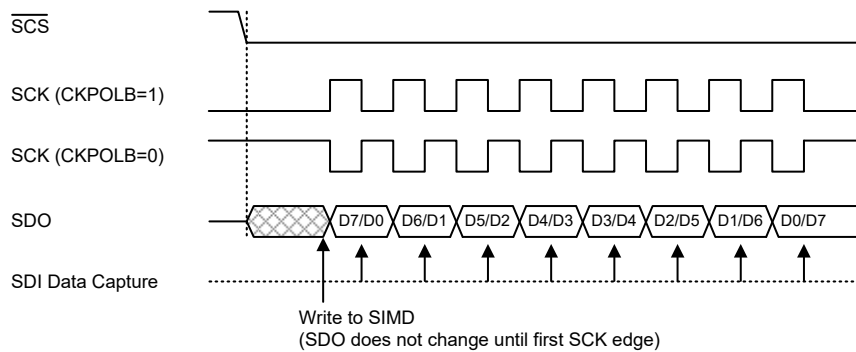 SCS
SCK (CKPOLB=1)
SCK (CKPOLB=0)
SDO
D7/D0 D6/D1 D5/D2 D4/D3 D3/D4 D2/D5 D1/D6 D0/D7
SDI Data Capture
Write to SIMD
(SDO does not change until first SCK edge)